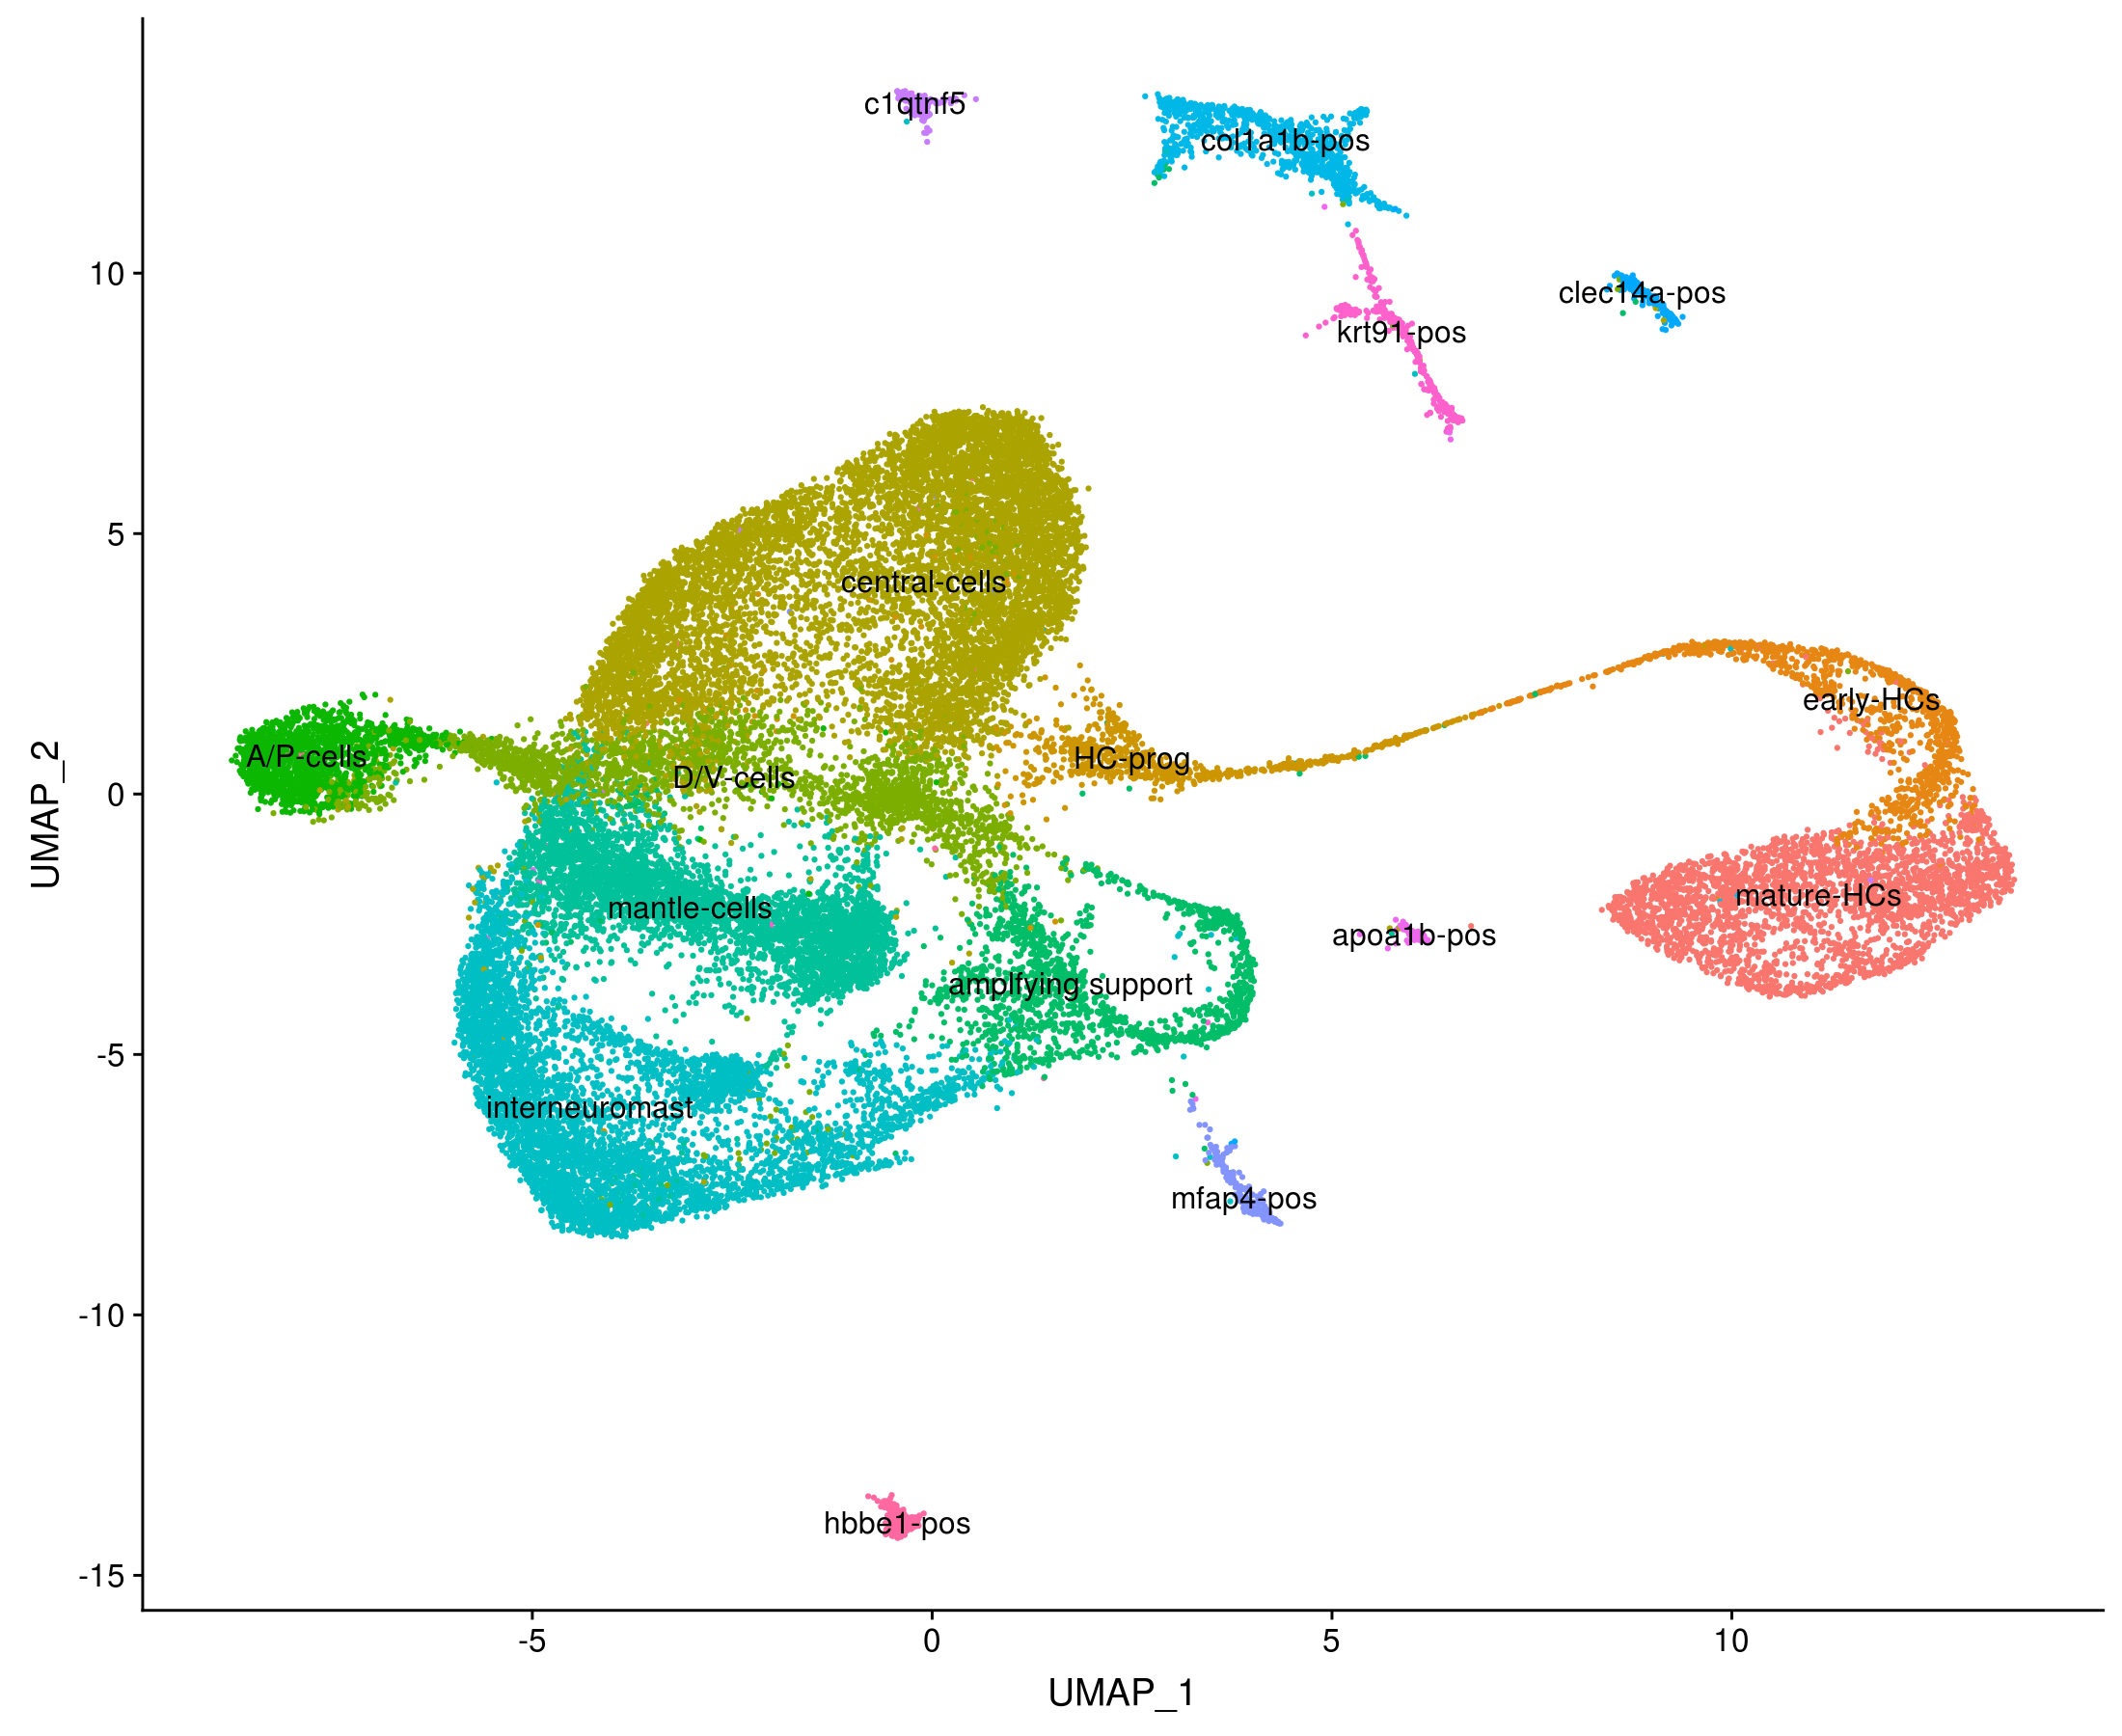 c1qtnf5
col1a1b-pos
10
clec14a-pos
krt91-pos
5
central-cells
early-HCs
A/P-cells
HC-prog
D/V-cells
0
UMAP_2
mature-HCs
mantle-cells
apoa1b-pos
amplfying support
-5
interneuromast
mfap4-pos
-10
hbbe1-pos
-15
-5 0 5 10
UMAP_1